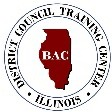 DISTRICT COUNCIL TRAINING CENTER
BAC
• ILLINOIS •